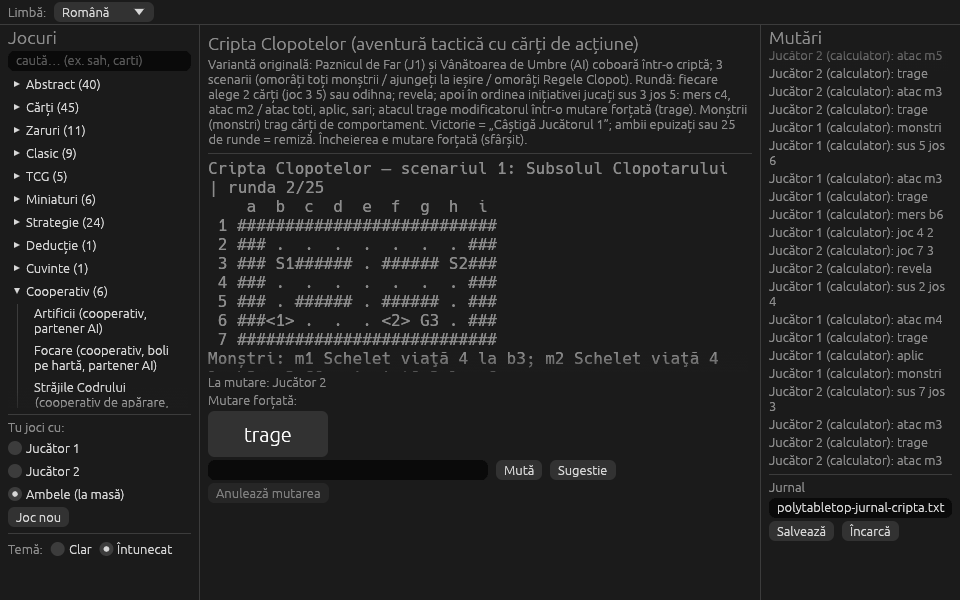 Limbă: Română
Jocuri
caută... (ex. sah, carti)
Abstract (40)
Cărți (45)
Zaruri (11)
Clasic (9)
TCG (5)
Miniaturi (6)
Strategie (24)
Deducție (1)
Cuvinte (1)
Cooperativ (6)
Artificii (cooperativ,
partener AI)
Focare (cooperativ, boli
pe hartă, partener AI)
Străjile Codrului
(cooperativ de apărare,
Tu joci cu:
Jucător 1
Jucător 2
Ambele (la masă)
Joc nou
Temă: Clar Întunecat
Cripta Clopotelor (aventură tactică cu cărți de acțiune)
Variantă originală: Paznicul de Far (J1) și Vânătoarea de Umbre (AI) coboară într-o criptă; 3
scenarii (omorâți toți monștrii / ajungeți la ieșire / omorâți Regele Clopot). Rundă: fiecare
alege 2 cărți (joc 3 5) sau odihna; revela; apoi în ordinea inițiativei jucați sus 3 jos 5: mers c4,
atac m2 / atac toti, aplic, sari; atacul trage modificatorul într-o mutare forțată (trage). Monștrii
(monstri) trag cărți de comportament. Victorie = „Câștigă Jucătorul 1”; ambii epuizați sau 25
de runde = remiză. Încheierea e mutare forțată (sfârșit).
Cripta Clopotelor — scenariul 1: Subsolul Clopotarului
| runda 2/25
a b c d e f g h i
1 ###########################
2 ### . . . . . . . ###
3 ### S1###### . ###### S2###
4 ### . . . . . . . ###
5 ### . ###### . ###### . ###
6 ###<1> . . . <2> G3 . ###
7 ###########################
Monștri: m1 Schelet viață 4 la b3; m2 Schelet viață 4
La mutare: Jucător 2
Mutare forțată:
trage
Mută Sugestie
Anulează mutarea
Mutări
Jucător 2 (calculator): atac m5
Jucător 2 (calculator): trage
Jucător 2 (calculator): atac m3
Jucător 2 (calculator): trage
Jucător 1 (calculator): monstri
Jucător 1 (calculator): sus 5 jos
6
Jucător 1 (calculator): atac m3
Jucător 1 (calculator): trage
Jucător 1 (calculator): mers b6
Jucător 1 (calculator): joc 4 2
Jucător 2 (calculator): joc 7 3
Jucător 2 (calculator): revela
Jucător 1 (calculator): sus 2 jos
4
Jucător 1 (calculator): atac m4
Jucător 1 (calculator): trage
Jucător 1 (calculator): aplic
Jucător 1 (calculator): monstri
Jucător 2 (calculator): sus 7 jos
3
Jucător 2 (calculator): atac m3
Jucător 2 (calculator): trage
Jucător 2 (calculator): atac m3
Jurnal
polytabletop-jurnal-cripta.txt
Salvează Încarcă